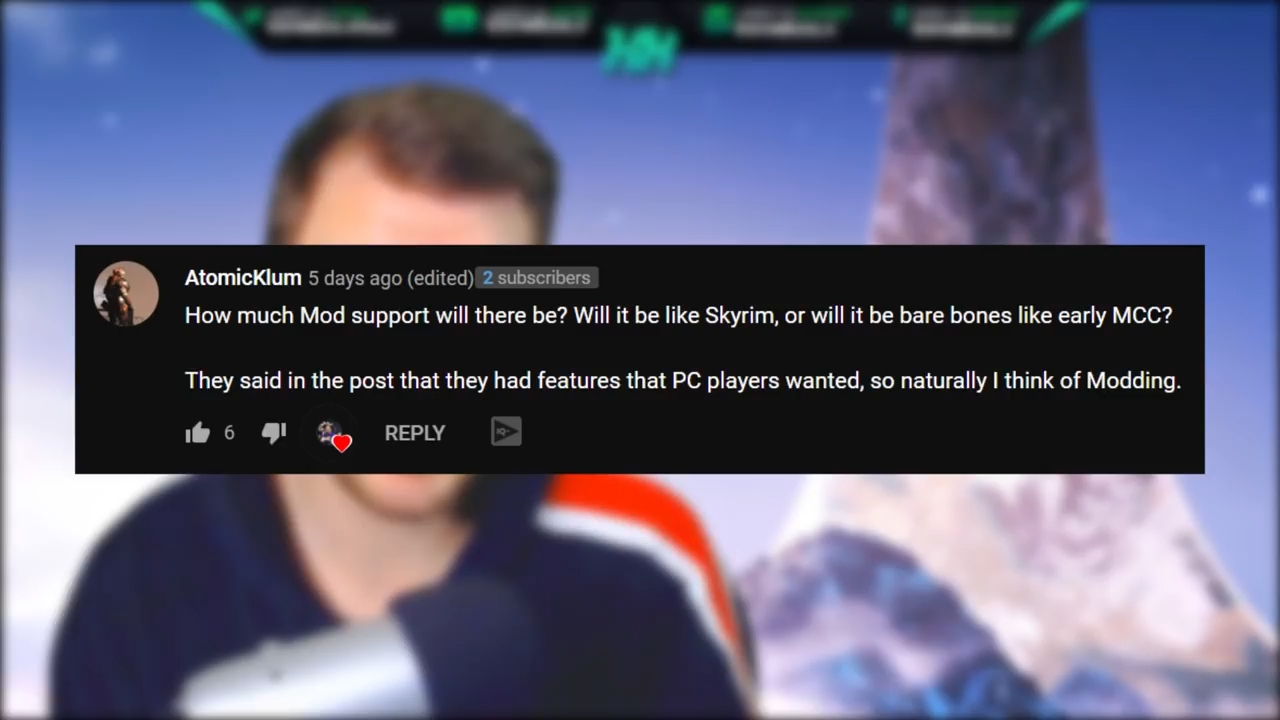 HH
AtomicKlum 5 days ago (edited) 2 subscribers
How much Mod support will there be? Will it be like Skyrim, or will it be bare bones like early MCC?
They said in the post that they had features that PC players wanted, so naturally I think of Modding.
6 REPLY IQ